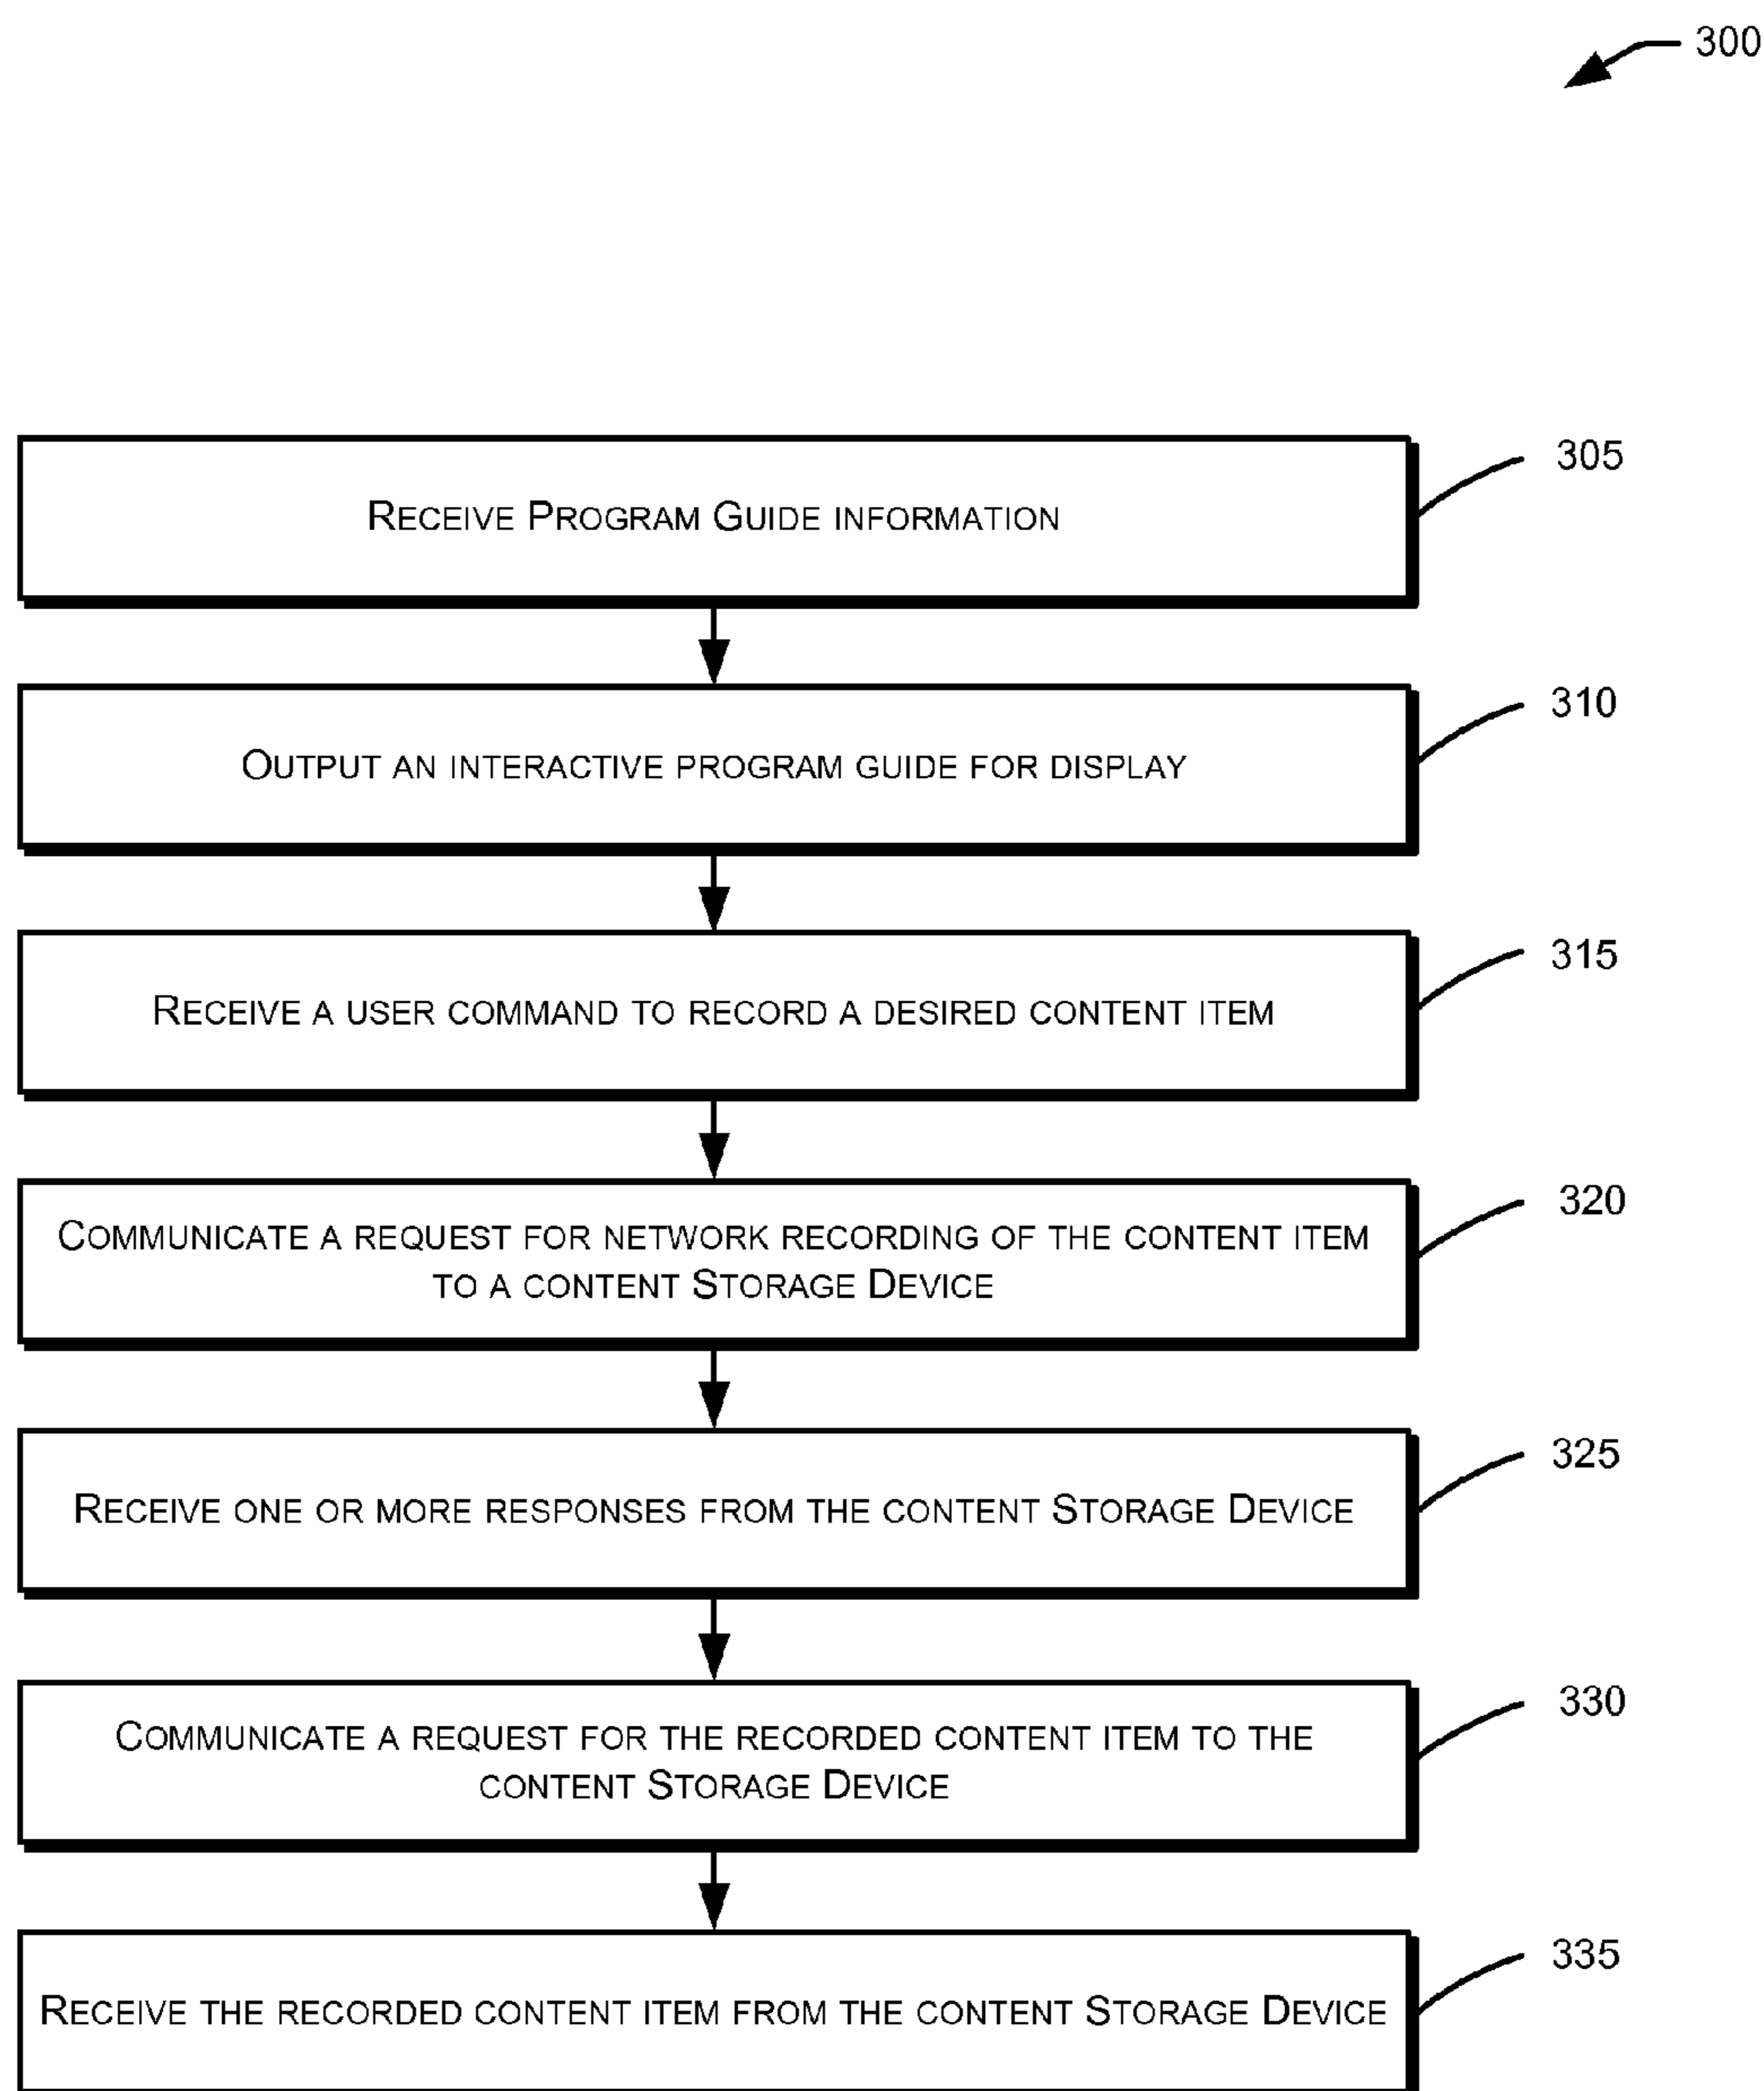 300
RECEIVE PROGRAM GUIDE INFORMATION
305
OUTPUT AN INTERACTIVE PROGRAM GUIDE FOR DISPLAY
310
RECEIVE A USER COMMAND TO RECORD A DESIRED CONTENT ITEM
315
COMMUNICATE A REQUEST FOR NETWORK RECORDING OF THE CONTENT ITEM
TO A CONTENT STORAGE DEVICE
320
RECEIVE ONE OR MORE RESPONSES FROM THE CONTENT STORAGE DEVICE
325
COMMUNICATE A REQUEST FOR THE RECORDED CONTENT ITEM TO THE
CONTENT STORAGE DEVICE
330
RECEIVE THE RECORDED CONTENT ITEM FROM THE CONTENT STORAGE DEVICE
335